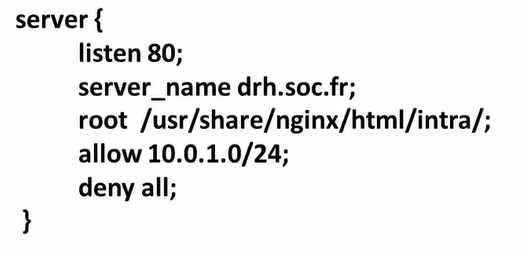 server {
listen 80;
server_name drh.soc.fr;
root /usr/share/nginx/html/intra/;
allow 10.0.1.0/24;
deny all;
}